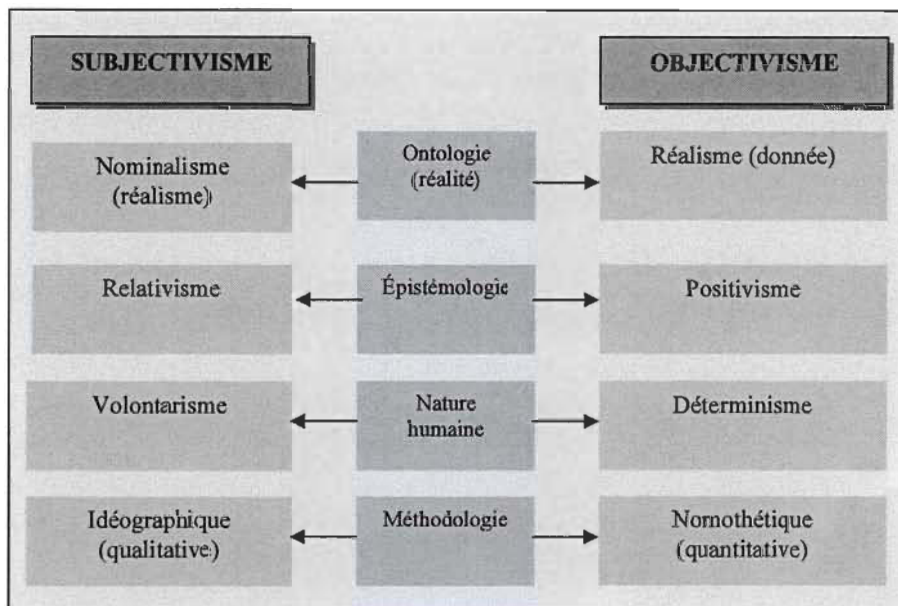 SUBJECTIVISME
OBJECTIVISME
Nominalisme
(réalisme)
Ontologie
(réalité)
Réalisme (donnée)
Relativisme
Épistémologie
Positivisme
Volontarisme
Nature
humaine
Déterminisme
Idéographique
(qualitative)
Méthodologie
Nomothétique
(quantitative)